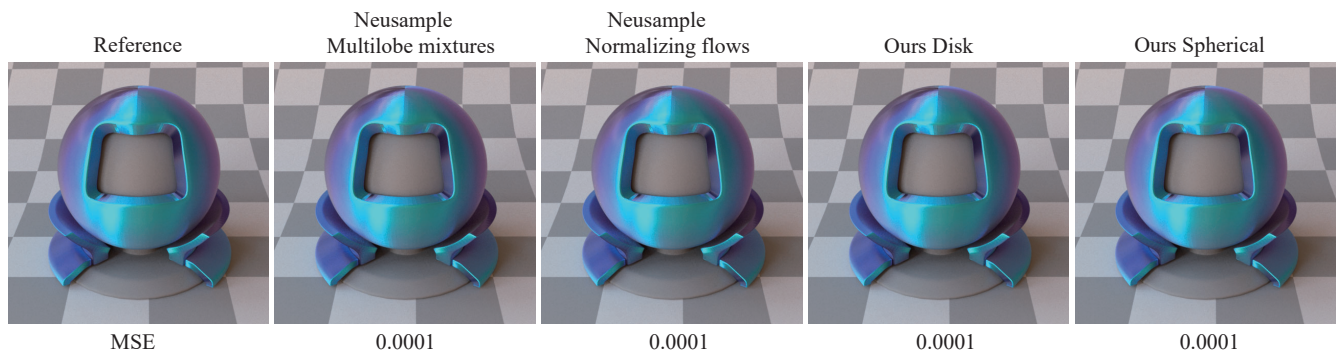 Reference
Neusample
Multilobe mixtures
Neusample
Normalizing flows
Ours Disk
Ours Spherical
MSE
0.0001
0.0001
0.0001
0.0001